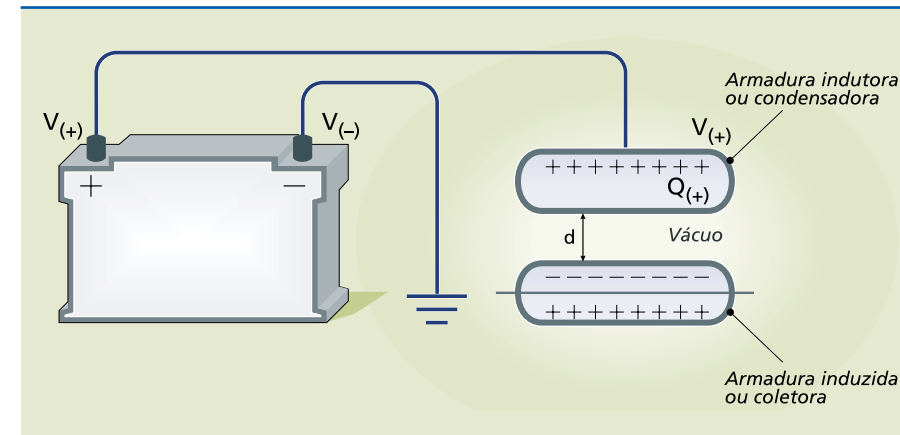 Armadura indutora
ou condensadora
V(+)
V(–)
V(+)
+ –
+ + + + + + + +
Q(+)
d
Vácuo
– – – – – – – –
+ + + + + + + +
Armadura induzida
ou coletora